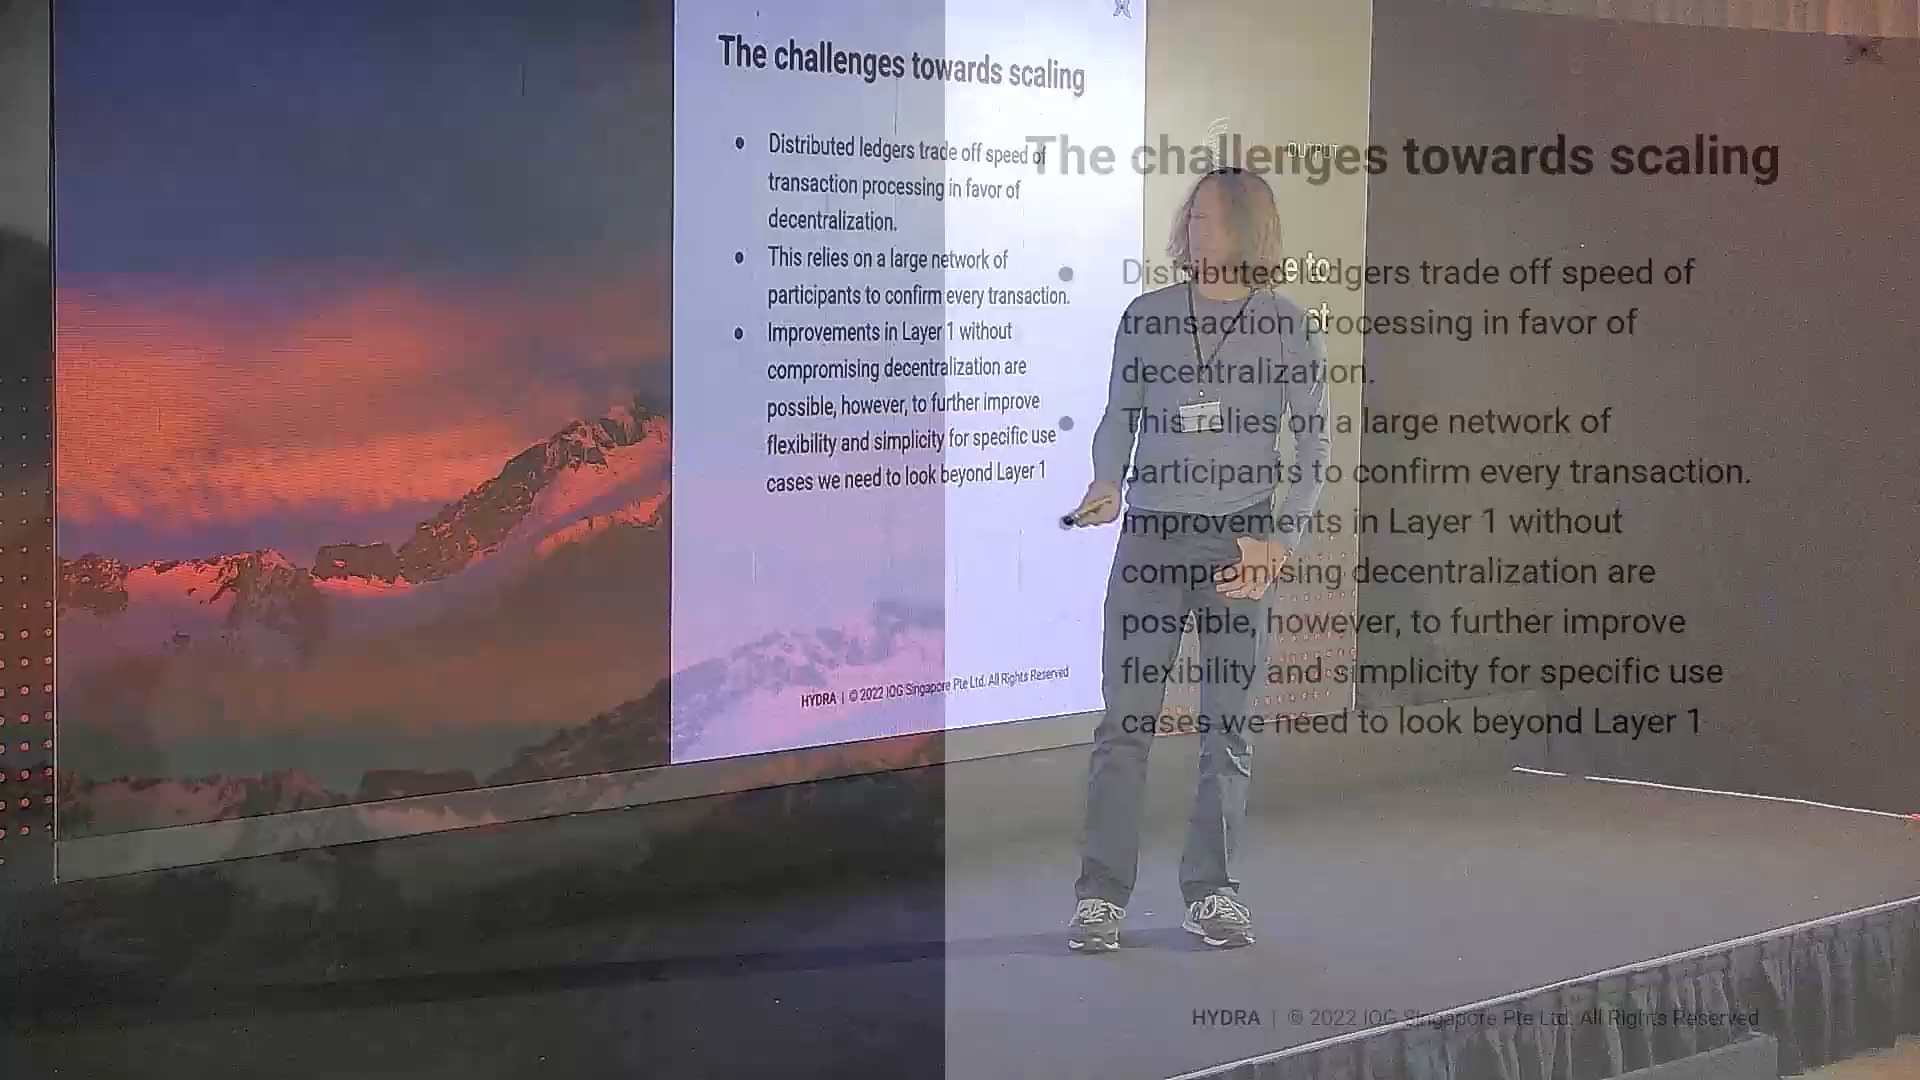 The challenges towards scaling
Distributed ledgers trade off speed of
transaction processing in favor of
decentralization.
This relies on a large network of
participants to confirm every transaction.
Improvements in Layer 1 without
compromising decentralization are
possible, however, to further improve
flexibility and simplicity for specific use
cases we need to look beyond Layer 1
HYDRA | © 2022 IOG Singapore Pte Ltd. All Rights Reserved
OUTPUT
e to
at
The challenges towards scaling
Distributed ledgers trade off speed of
transaction processing in favor of
decentralization.
This relies on a large network of
participants to confirm every transaction.
Improvements in Layer 1 without
compromising decentralization are
possible, however, to further improve
flexibility and simplicity for specific use
cases we need to look beyond Layer 1
HYDRA | © 2022 IOG Singapore Pte Ltd. All Rights Reserved